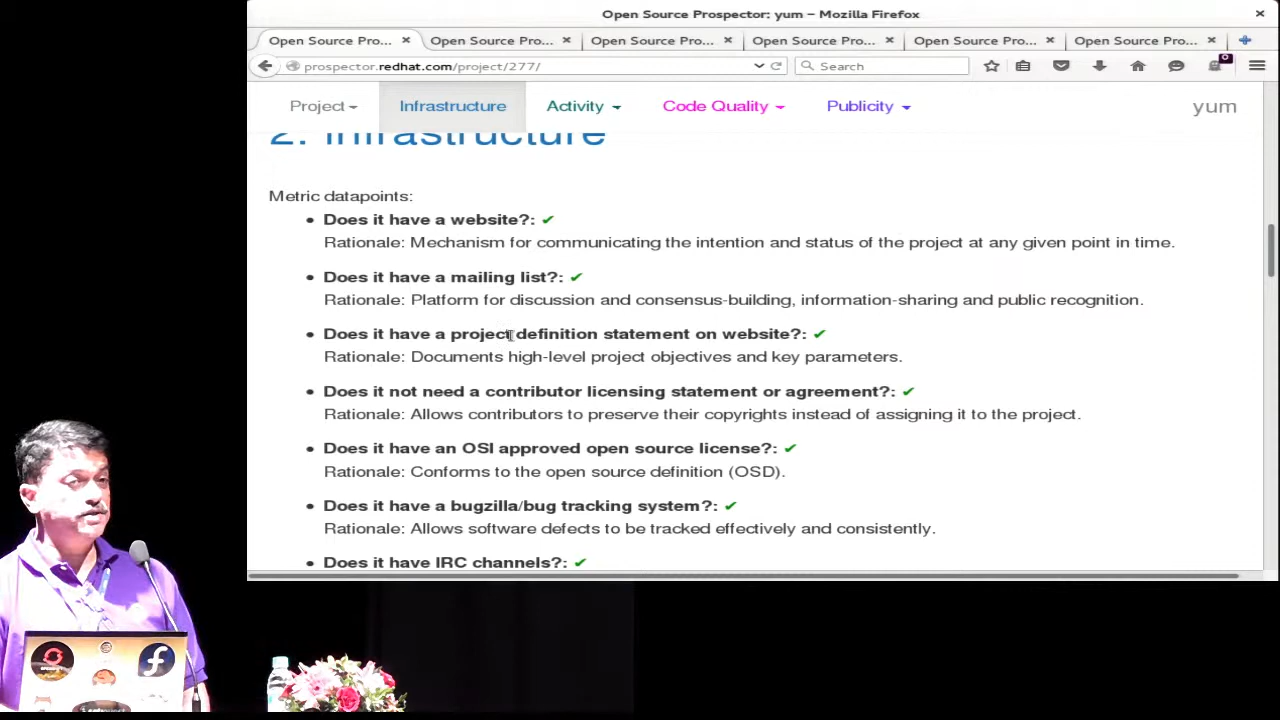 Open Source Prospector: yum – Mozilla Firefox
Open Source Pro... Open Source Pro... Open Source Pro... Open Source Pro... Open Source Pro... Open Source Pro...
prospector.redhat.com/project/277/ Search
Project Infrastructure Activity Code Quality Publicity yum
2. Infrastructure
Metric datapoints:
• Does it have a website?: ✔
Rationale: Mechanism for communicating the intention and status of the project at any given point in time.
• Does it have a mailing list?: ✔
Rationale: Platform for discussion and consensus-building, information-sharing and public recognition.
• Does it have a project definition statement on website?: ✔
Rationale: Documents high-level project objectives and key parameters.
• Does it not need a contributor licensing statement or agreement?: ✔
Rationale: Allows contributors to preserve their copyrights instead of assigning it to the project.
• Does it have an OSI approved open source license?: ✔
Rationale: Conforms to the open source definition (OSD).
• Does it have a bugzilla/bug tracking system?: ✔
Rationale: Allows software defects to be tracked effectively and consistently.
• Does it have IRC channels?: ✔